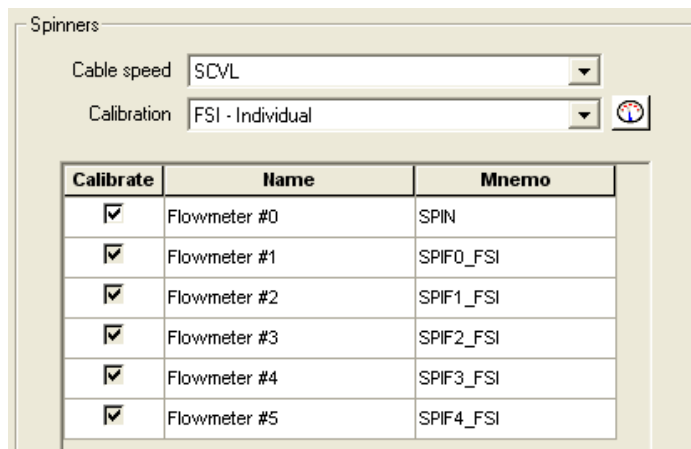 Spinners
Cable speed SCVL
Calibration FSI - Individual
Calibrate Name Mnemo
Flowmeter #0 SPIN
Flowmeter #1 SPIF0_FSI
Flowmeter #2 SPIF1_FSI
Flowmeter #3 SPIF2_FSI
Flowmeter #4 SPIF3_FSI
Flowmeter #5 SPIF4_FSI